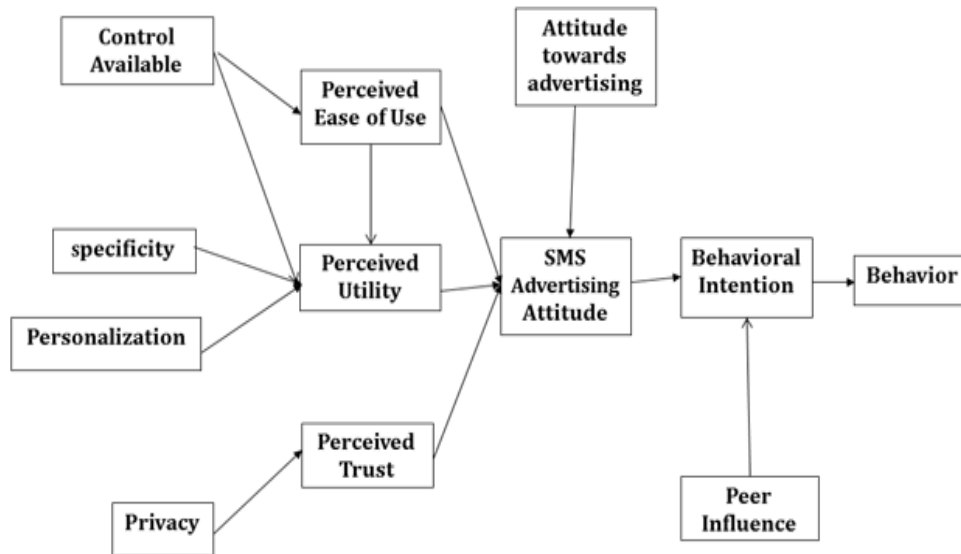 Control
Available
Attitude
towards
advertising
Perceived
Ease of Use
specificity
Perceived
Utility
SMS
Advertising
Attitude
Behavioral
Intention
Behavior
Personalization
Perceived
Trust
Privacy
Peer
Influence